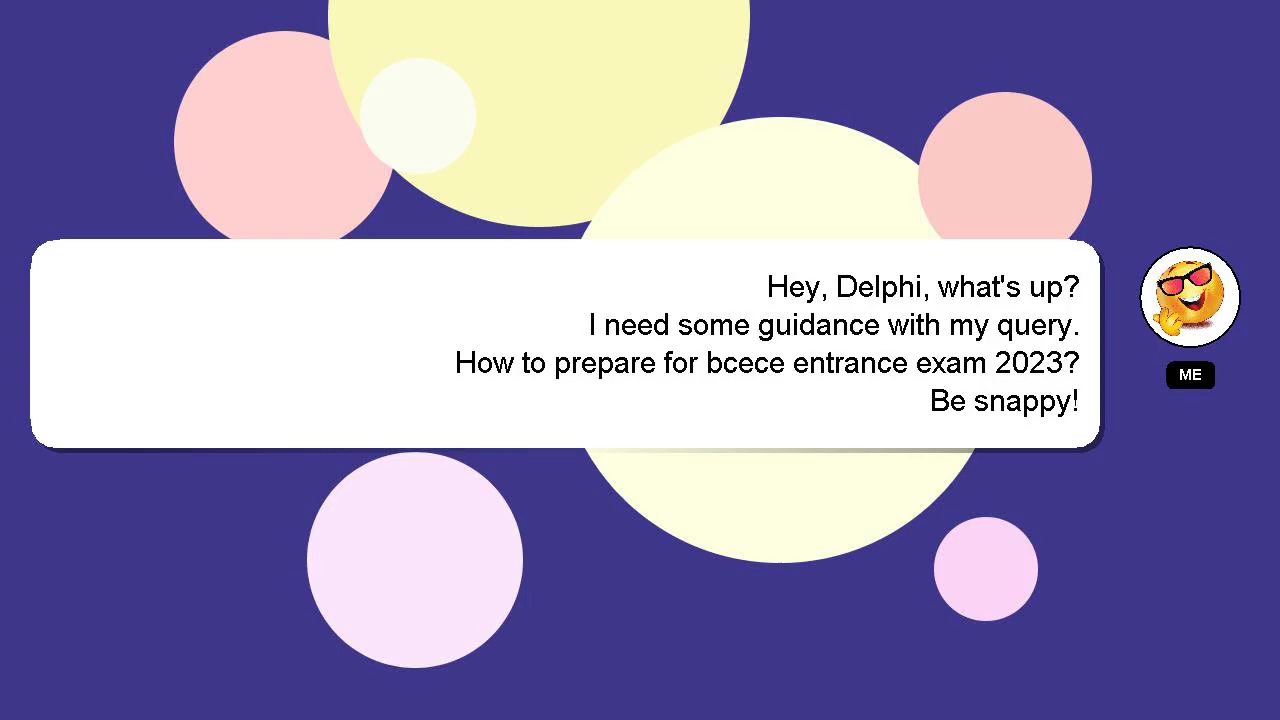 Hey, Delphi, what's up?
I need some guidance with my query.
How to prepare for bcece entrance exam 2023?
Be snappy!
ME